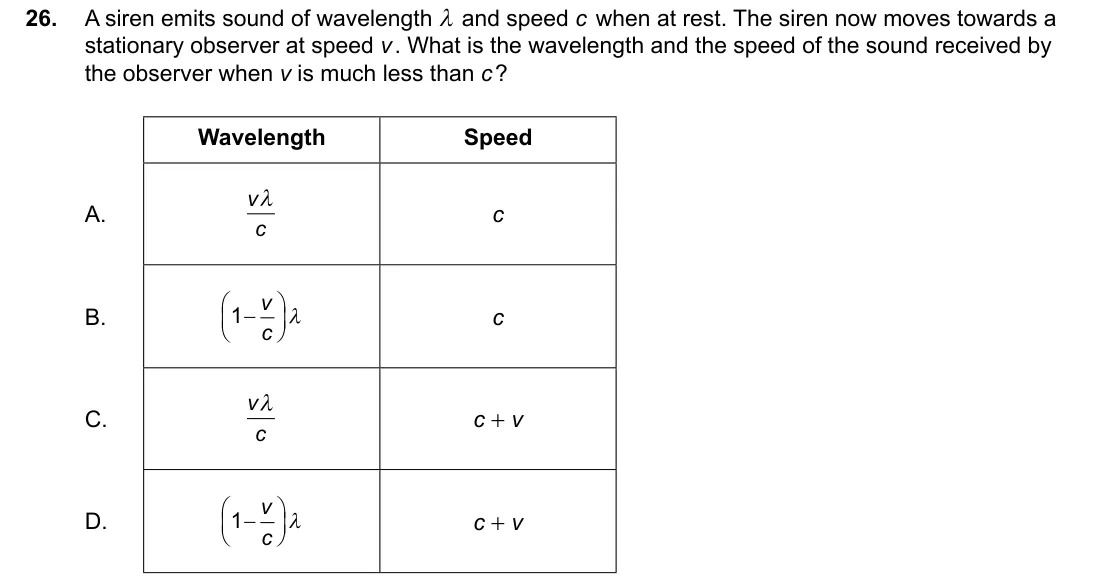 26. A siren emits sound of wavelength λ and speed c when at rest. The siren now moves towards a
stationary observer at speed v. What is the wavelength and the speed of the sound received by
the observer when v is much less than c?
Wavelength Speed
A. vλ/c c
B. (1−v/c)λ c
C. vλ/c c + v
D. (1−v/c)λ c + v